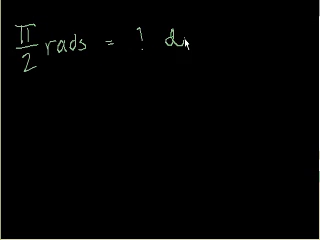 π/2 rads = ?